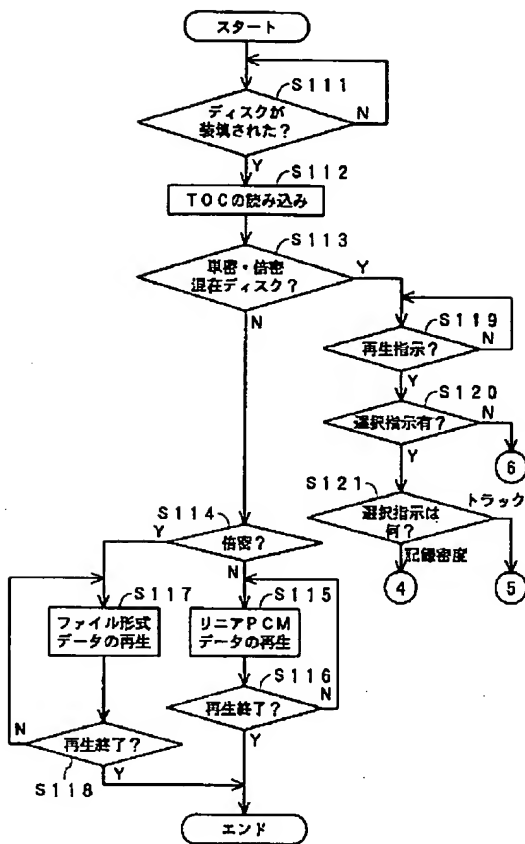 スタート
S111
ディスクが
装填された？
N
Y
S112
TOCの読み込み
S113
単密・倍密
混在ディスク？
Y
N
S119
再生指示？
N
Y
S120
選択指示有？
N
Y
6
S121
選択指示は
何？
トラック
記録密度
4
5
S114
倍密？
Y
N
S117
ファイル形式
データの再生
S115
リニアPCM
データの再生
S116
再生終了？
N
Y
N
再生終了？
Y
S118
エンド